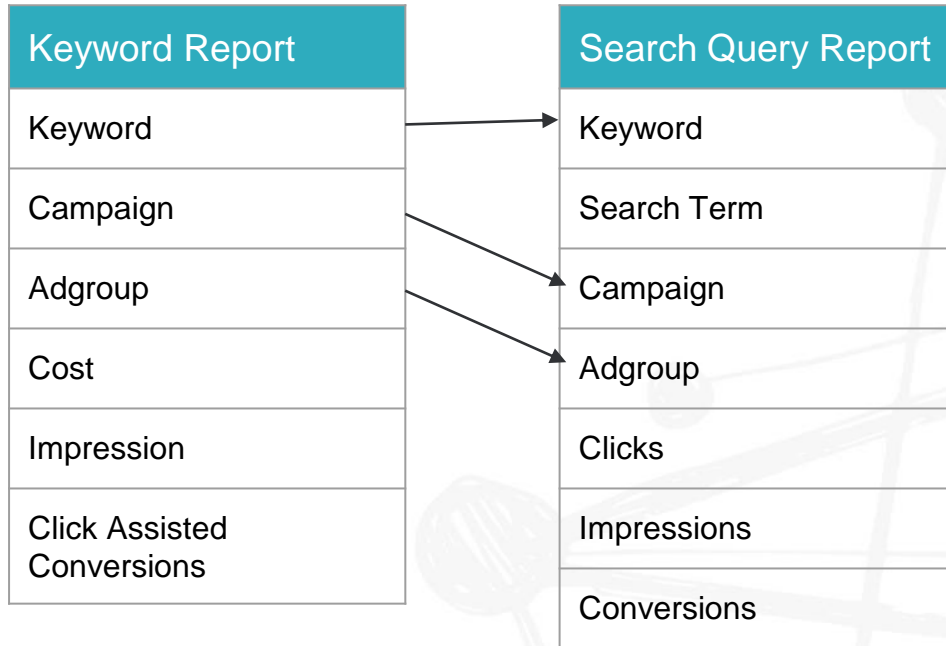 Keyword Report
Keyword
Campaign
Adgroup
Cost
Impression
Click Assisted
Conversions
Search Query Report
Keyword
Search Term
Campaign
Adgroup
Clicks
Impressions
Conversions